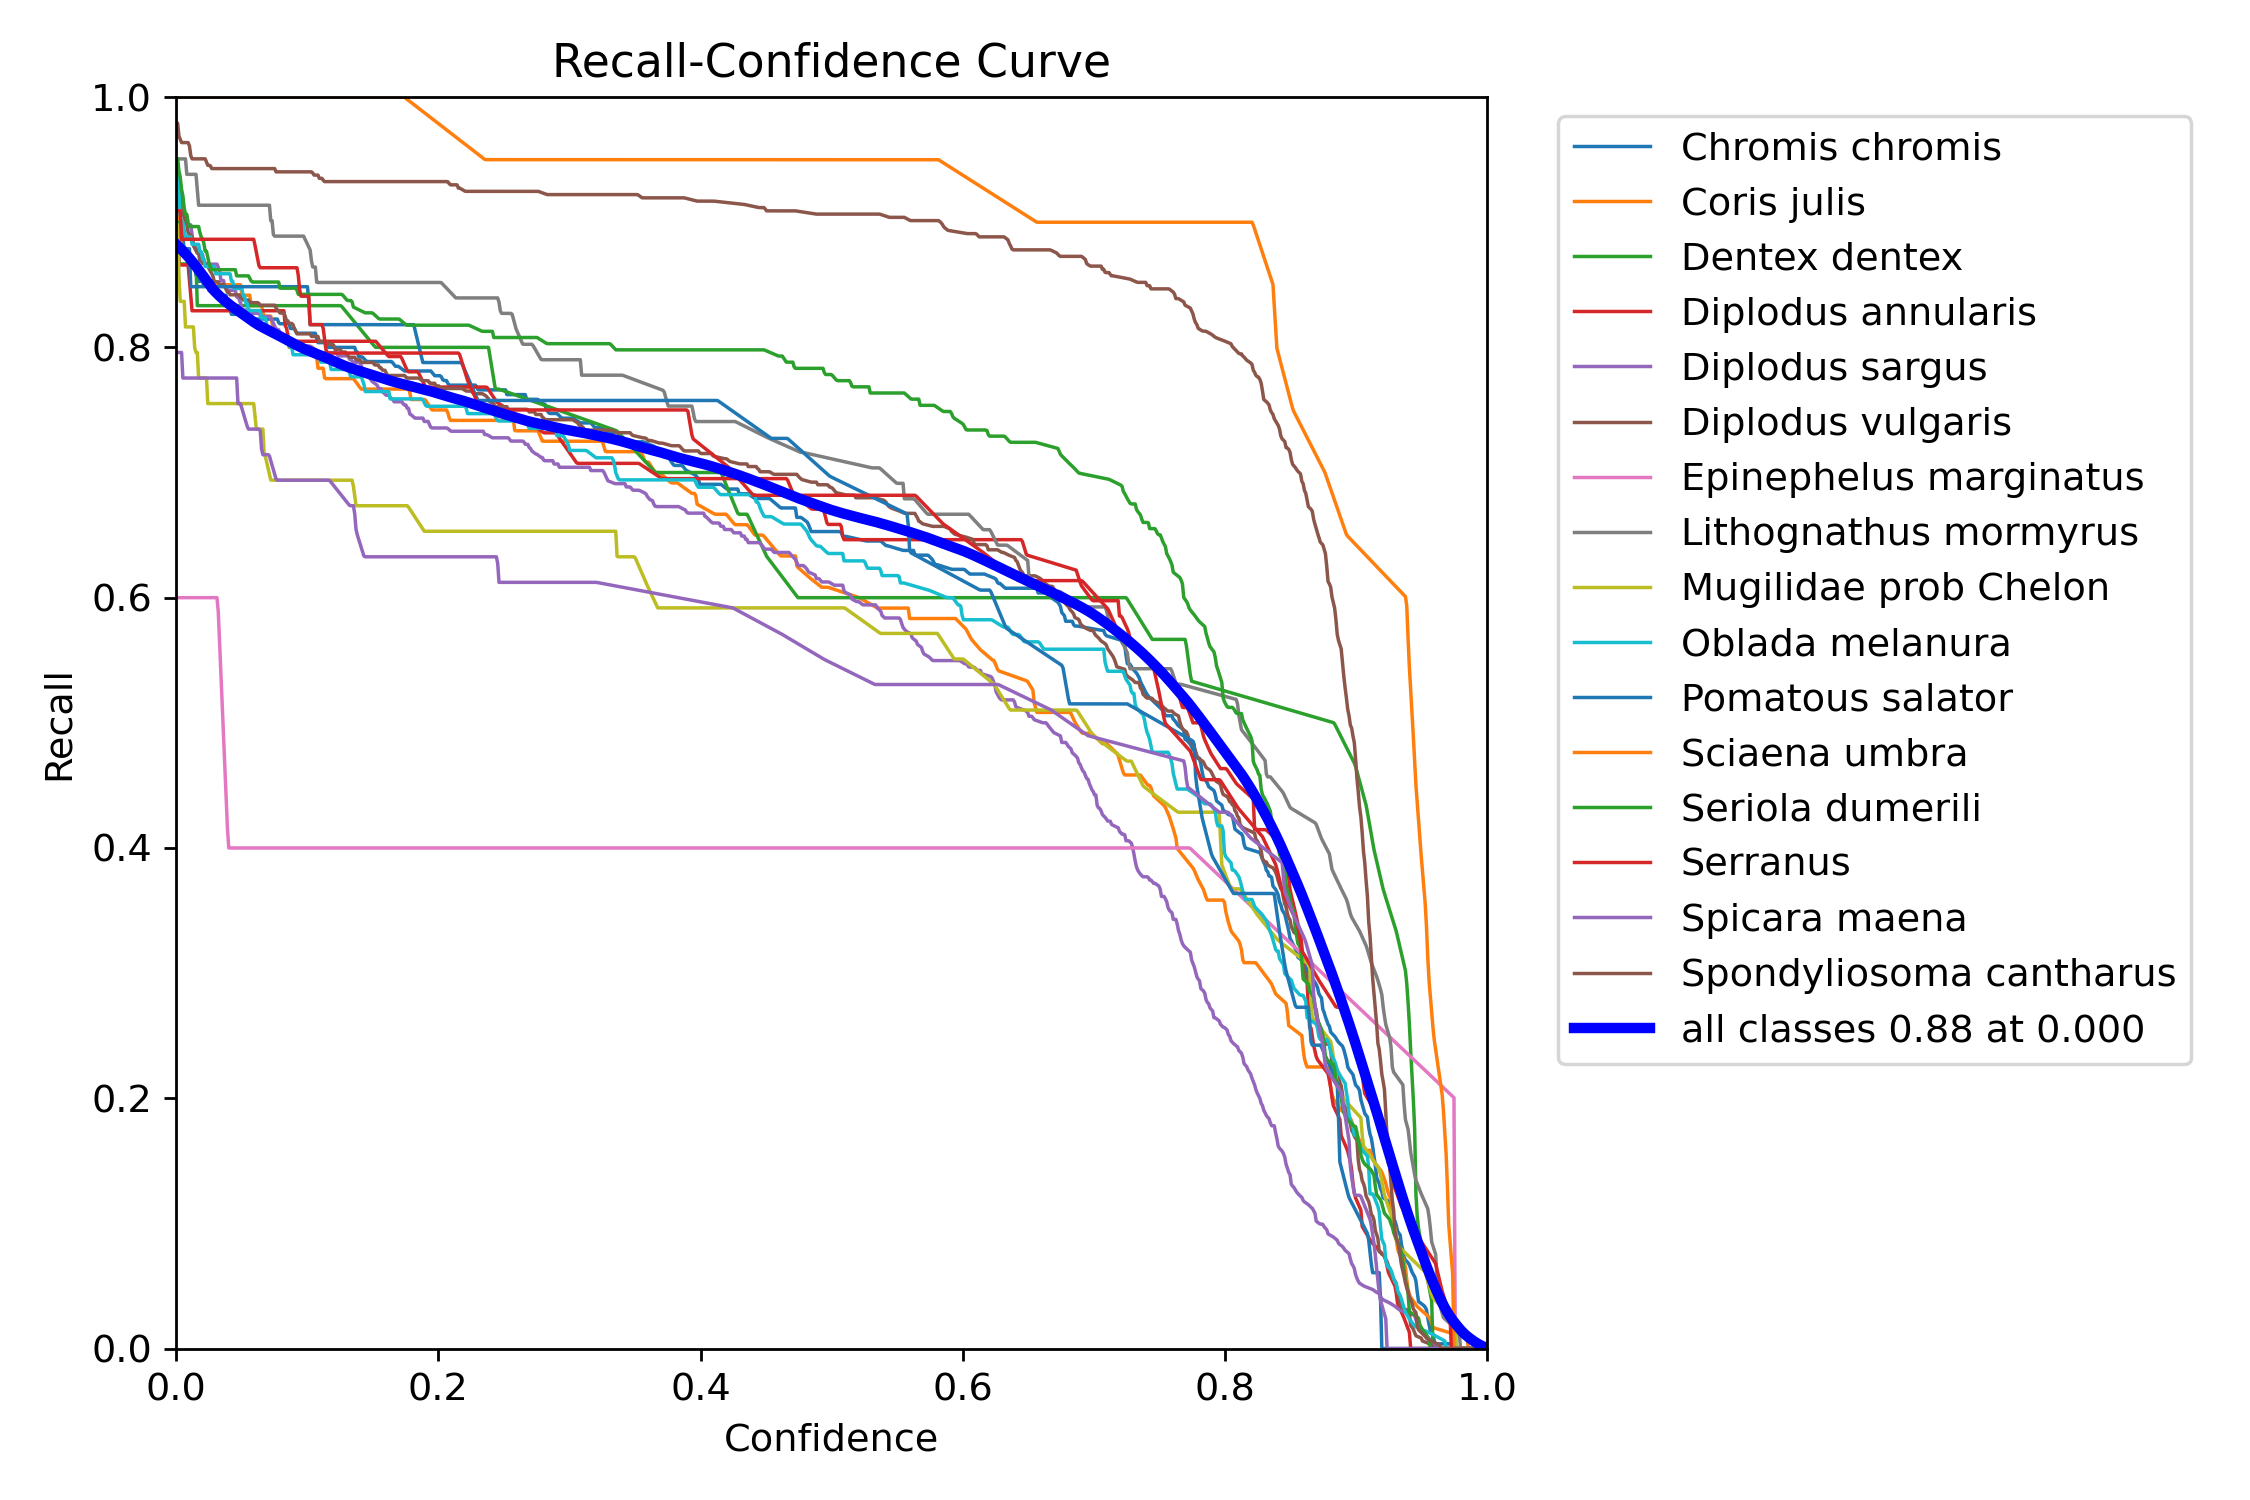 Recall-Confidence Curve
1.0
0.8
0.6
0.4
0.2
0.0
Recall
0.0 0.2 0.4 0.6 0.8 1.0
Confidence
Chromis chromis
Coris julis
Dentex dentex
Diplodus annularis
Diplodus sargus
Diplodus vulgaris
Epinephelus marginatus
Lithognathus mormyrus
Mugilidae prob Chelon
Oblada melanura
Pomatous salator
Sciaena umbra
Seriola dumerili
Serranus
Spicara maena
Spondyliosoma cantharus
all classes 0.88 at 0.000